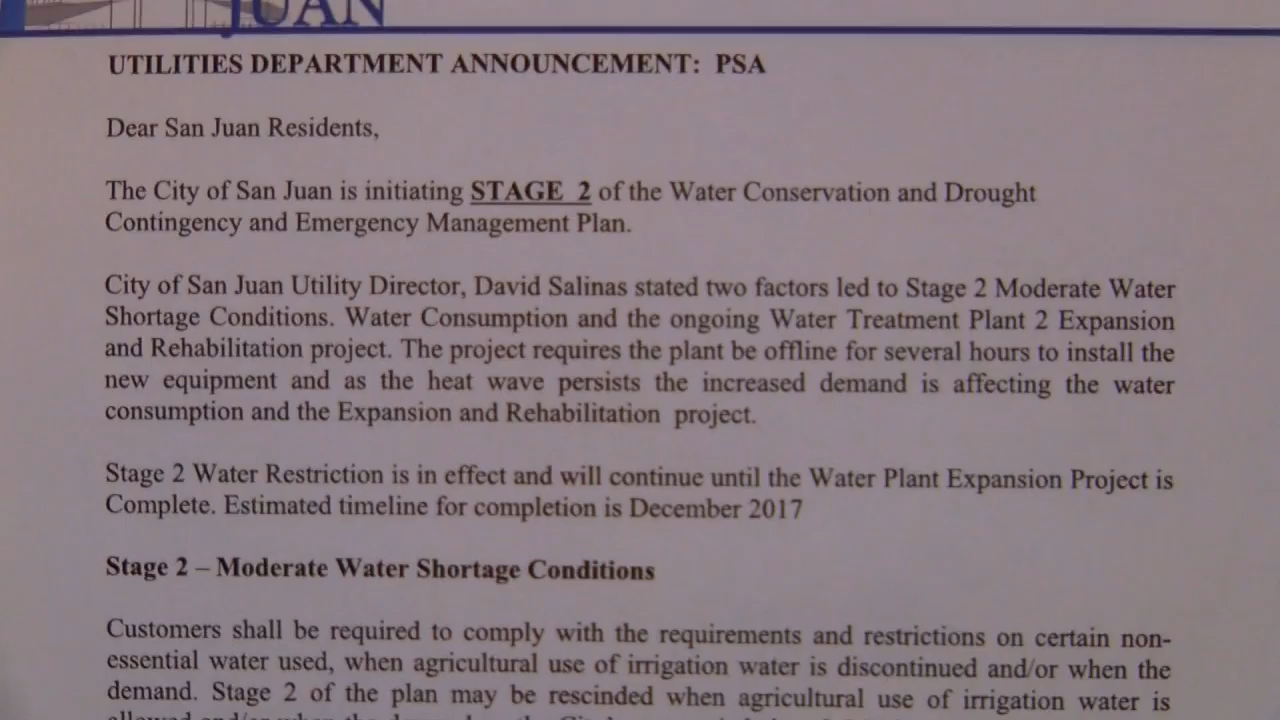 JUAN
UTILITIES DEPARTMENT ANNOUNCEMENT: PSA
Dear San Juan Residents,
The City of San Juan is initiating STAGE 2 of the Water Conservation and Drought
Contingency and Emergency Management Plan.
City of San Juan Utility Director, David Salinas stated two factors led to Stage 2 Moderate Water
Shortage Conditions. Water Consumption and the ongoing Water Treatment Plant 2 Expansion
and Rehabilitation project. The project requires the plant be offline for several hours to install the
new equipment and as the heat wave persists the increased demand is affecting the water
consumption and the Expansion and Rehabilitation project.
Stage 2 Water Restriction is in effect and will continue until the Water Plant Expansion Project is
Complete. Estimated timeline for completion is December 2017
Stage 2 – Moderate Water Shortage Conditions
Customers shall be required to comply with the requirements and restrictions on certain non-
essential water used, when agricultural use of irrigation water is discontinued and/or when the
demand. Stage 2 of the plan may be rescinded when agricultural use of irrigation water is